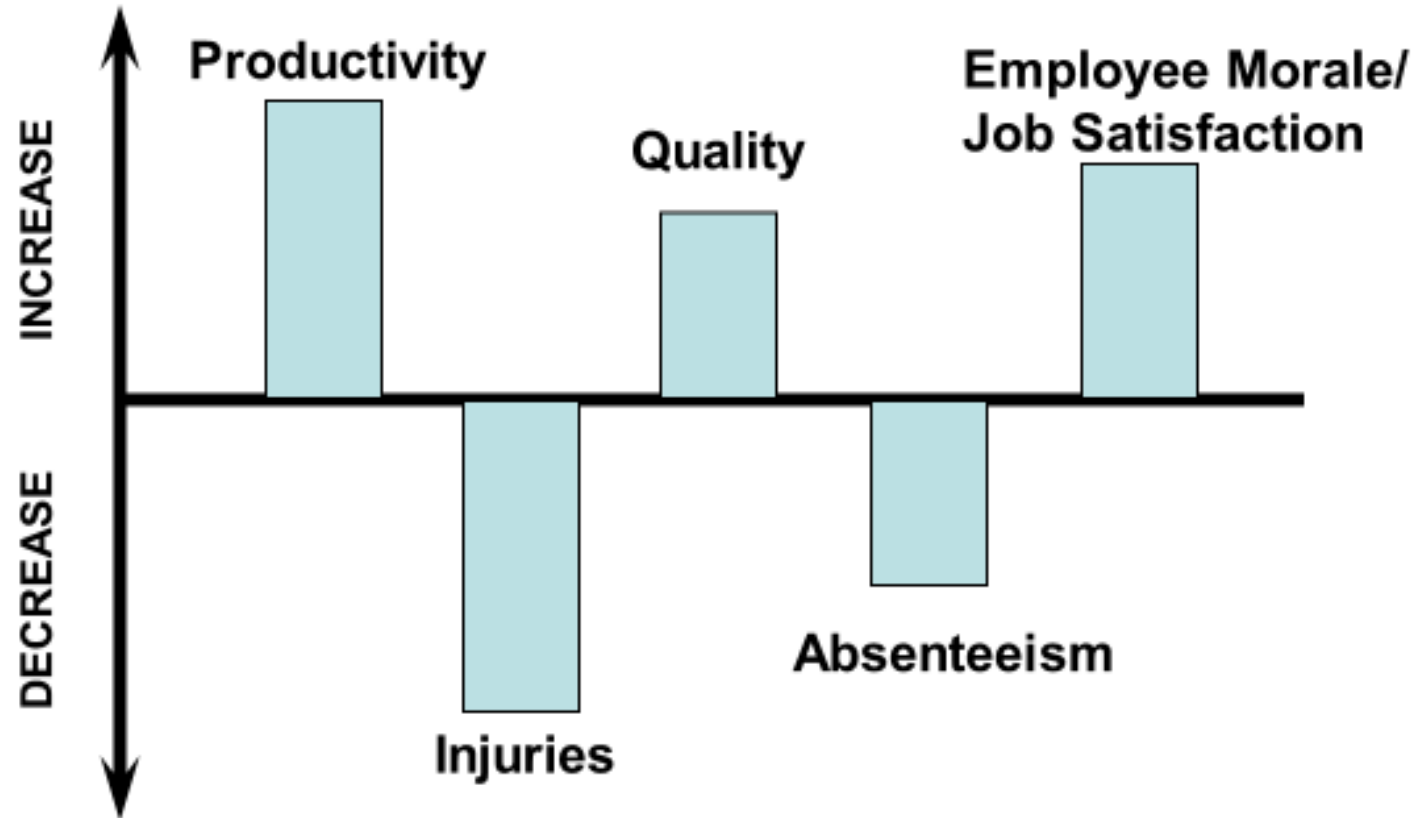 INCREASE
DECREASE
Productivity
Injuries
Quality
Absenteeism
Employee Morale/
Job Satisfaction